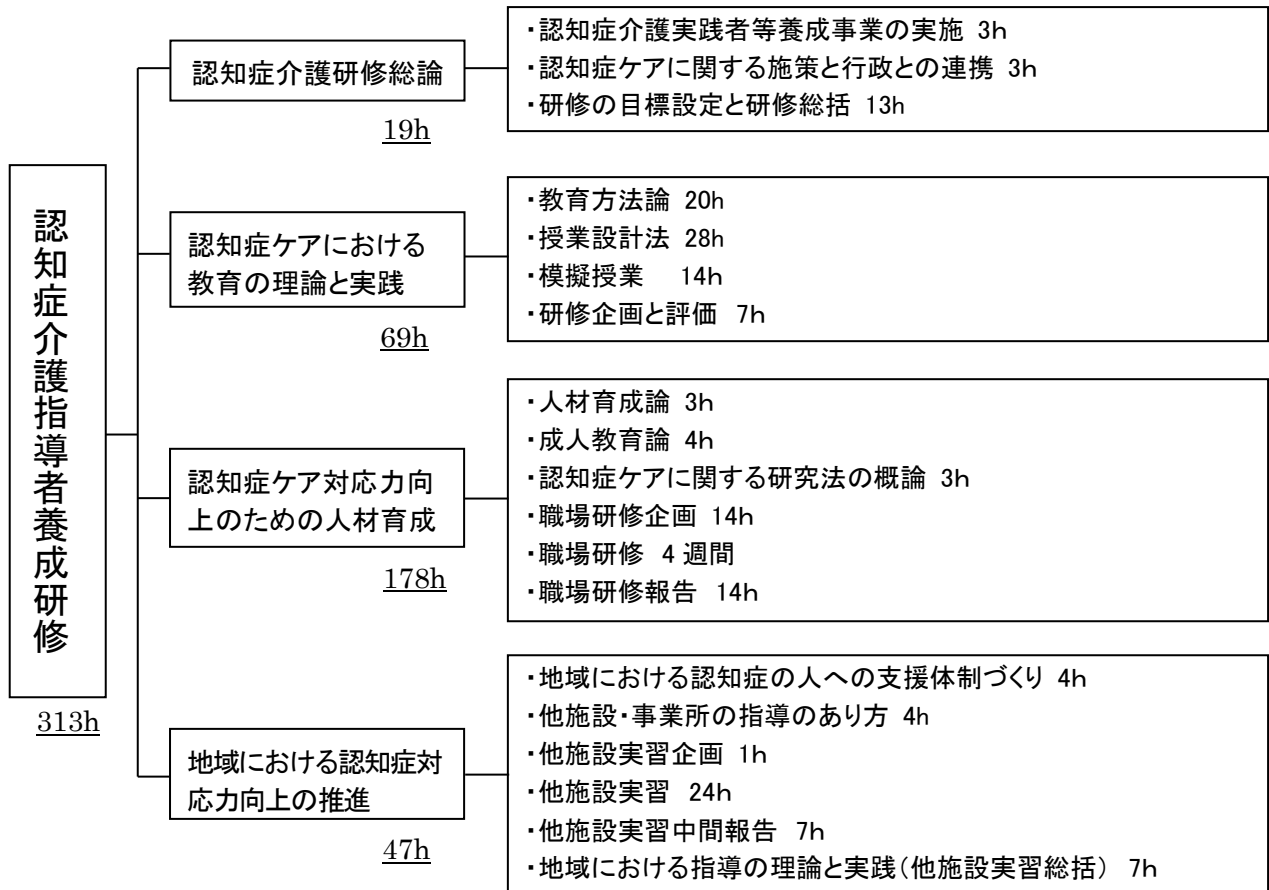 認知症介護指導者養成研修
313h
認知症介護研修総論
19h
・認知症介護実践者等養成事業の実施 3h
・認知症ケアに関する施策と行政との連携 3h
・研修の目標設定と研修総括 13h
認知症ケアにおける
教育の理論と実践
69h
・教育方法論 20h
・授業設計法 28h
・模擬授業 14h
・研修企画と評価 7h
認知症ケア対応力向
上のための人材育成
178h
・人材育成論 3h
・成人教育論 4h
・認知症ケアに関する研究法の概論 3h
・職場研修企画 14h
・職場研修 4週間
・職場研修報告 14h
地域における認知症対
応力向上の推進
47h
・地域における認知症の人への支援体制づくり 4h
・他施設・事業所の指導のあり方 4h
・他施設実習企画 1h
・他施設実習 24h
・他施設実習中間報告 7h
・地域における指導の理論と実践(他施設実習総括) 7h